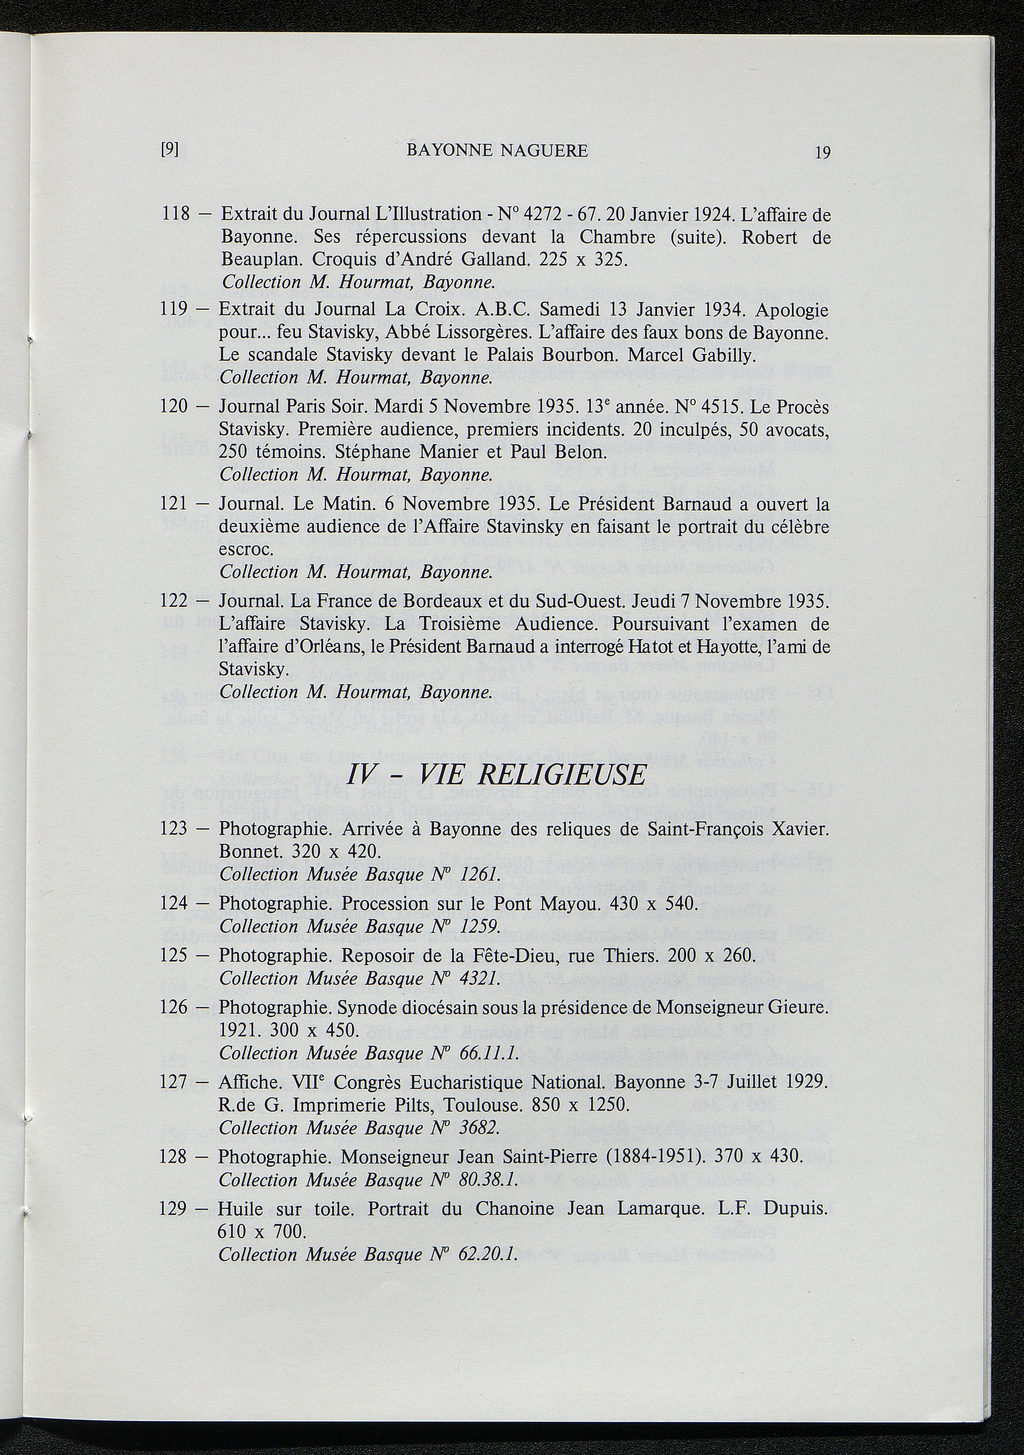 [9] BAYONNE NAGUERE 19
118 — Extrait du Journal L'Illustration - N° 4272 - 67. 20 Janvier 1924. L'affaire de
Bayonne. Ses répercussions devant la Chambre (suite). Robert de
Beauplan. Croquis d'André Galland. 225 x 325.
Collection M. Hourmat, Bayonne.
119 — Extrait du Journal La Croix. A.B.C. Samedi 13 Janvier 1934. Apologie
pour... feu Stavisky, Abbé Lissorgères. L'affaire des faux bons de Bayonne.
Le scandale Stavisky devant le Palais Bourbon. Marcel Gabilly.
Collection M. Hourmat, Bayonne.
120 — Journal Paris Soir. Mardi 5 Novembre 1935. 13e année. N° 4515. Le Procès
Stavisky. Première audience, premiers incidents. 20 inculpés, 50 avocats,
250 témoins. Stéphane Manier et Paul Belon.
Collection M. Hourmat, Bayonne.
121 — Journal. Le Matin. 6 Novembre 1935. Le Président Barnaud a ouvert la
deuxième audience de l'Affaire Stavinsky en faisant le portrait du célèbre
escroc.
Collection M. Hourmat, Bayonne.
122 — Journal. La France de Bordeaux et du Sud-Ouest. Jeudi 7 Novembre 1935.
L'affaire Stavisky. La Troisième Audience. Poursuivant l'examen de
l'affaire d'Orléans, le Président Barnaud a interrogé Hatot et Hayotte, l'ami de
Stavisky.
Collection M. Hourmat, Bayonne.
IV - VIE RELIGIEUSE
123 — Photographie. Arrivée à Bayonne des reliques de Saint-François Xavier.
Bonnet. 320 x 420.
Collection Musée Basque N° 1261.
124 — Photographie. Procession sur le Pont Mayou. 430 x 540.
Collection Musée Basque N° 1259.
125 — Photographie. Reposoir de la Fête-Dieu, rue Thiers. 200 x 260.
Collection Musée Basque N° 4321.
126 — Photographie. Synode diocésain sous la présidence de Monseigneur Gieure.
1921. 300 x 450.
Collection Musée Basque N° 66.11.1.
127 — Affiche. VIIe Congrès Eucharistique National. Bayonne 3-7 Juillet 1929.
R.de G. Imprimerie Pilts, Toulouse. 850 x 1250.
Collection Musée Basque N° 3682.
128 — Photographie. Monseigneur Jean Saint-Pierre (1884-1951). 370 x 430.
Collection Musée Basque N° 80.38.1.
129 — Huile sur toile. Portrait du Chanoine Jean Lamarque. L.F. Dupuis.
610 x 700.
Collection Musée Basque N° 62.20.1.